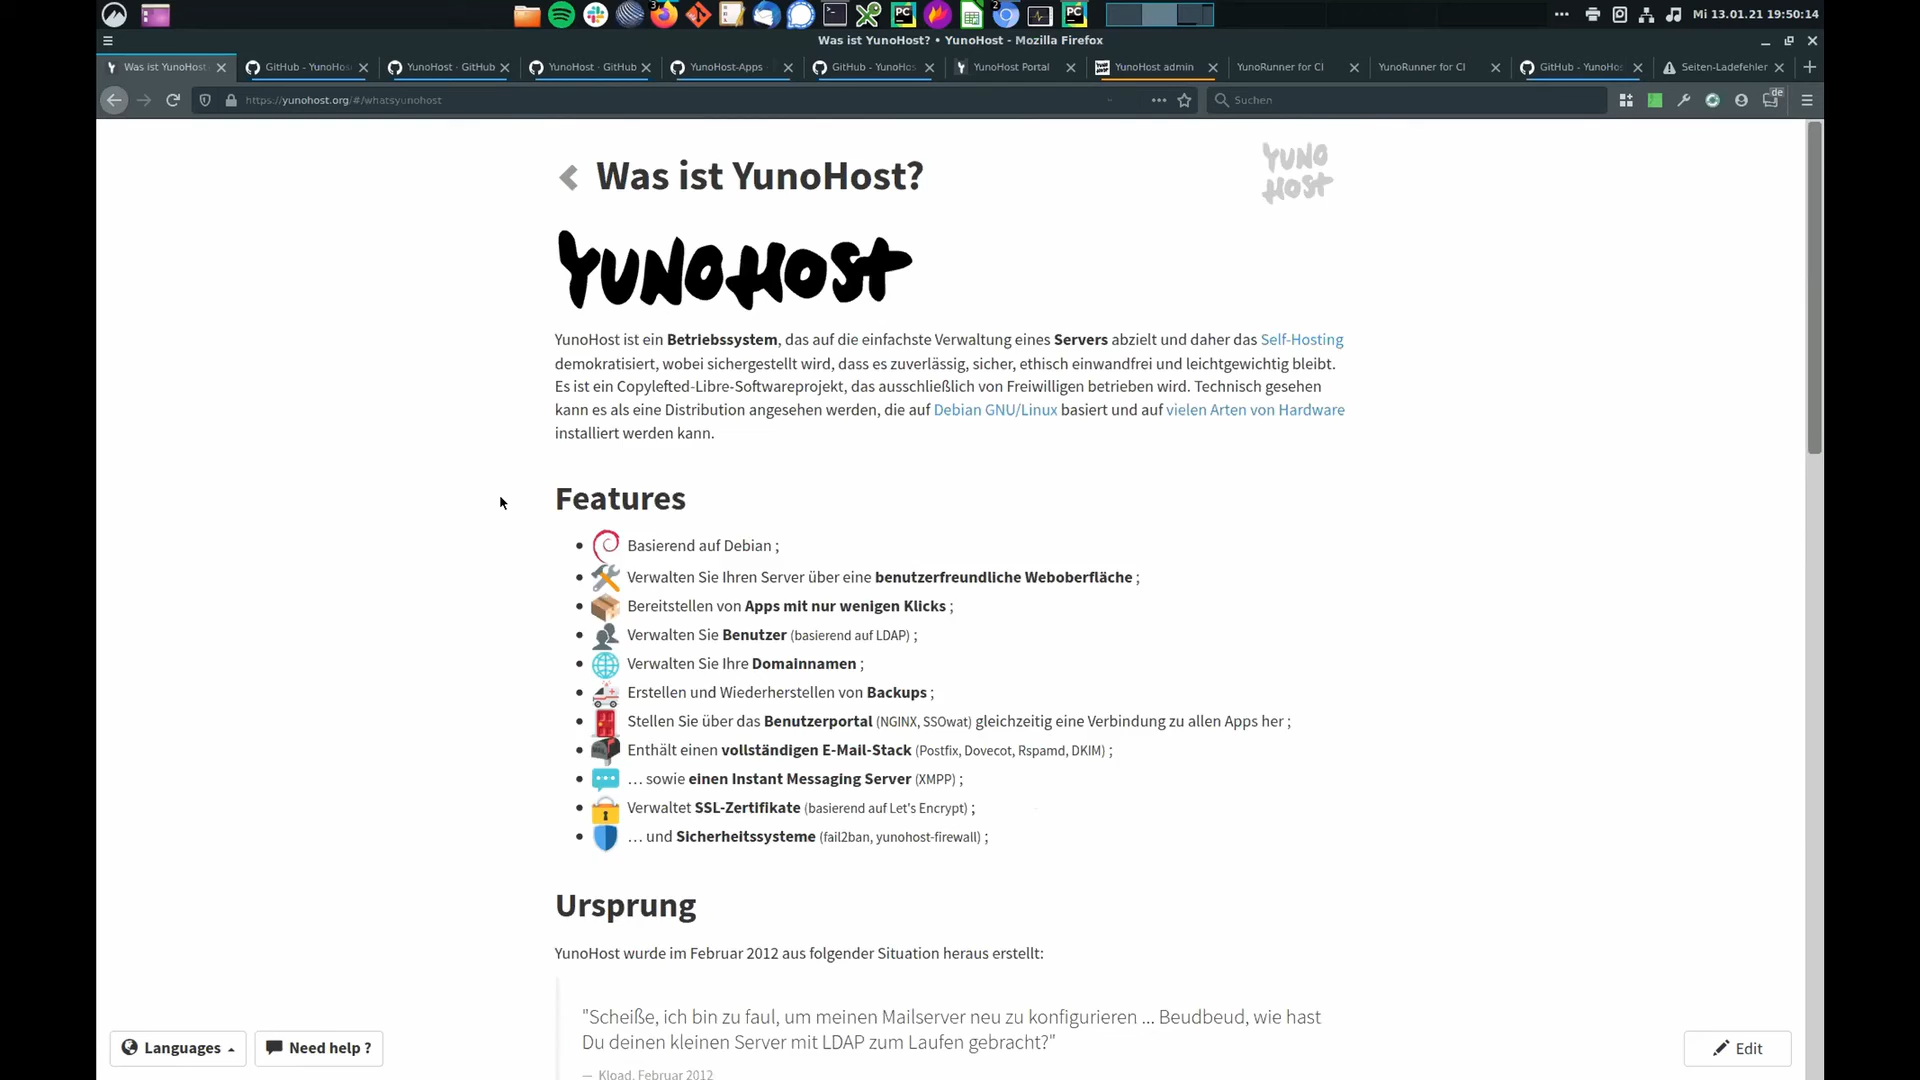 Mi 13.01.21 19:50:14
Was ist YunoHost? • YunoHost - Mozilla Firefox
Was ist YunoHost
GitHub - YunoHos
YunoHost · GitHub
YunoHost · GitHub
YunoHost-Apps
GitHub - YunoHos
YunoHost Portal
YunoHost admin
YunoRunner for CI
YunoRunner for CI
GitHub - YunoHos
Seiten-Ladefehler
https://yunohost.org/#/whatsyunohost
Suchen
de
Was ist YunoHost?
YUNO
HOST
YUNOHOST
YunoHost ist ein Betriebssystem, das auf die einfachste Verwaltung eines Servers abzielt und daher das Self-Hosting
demokratisiert, wobei sichergestellt wird, dass es zuverlässig, sicher, ethisch einwandfrei und leichtgewichtig bleibt.
Es ist ein Copylefted-Libre-Softwareprojekt, das ausschließlich von Freiwilligen betrieben wird. Technisch gesehen
kann es als eine Distribution angesehen werden, die auf Debian GNU/Linux basiert und auf vielen Arten von Hardware
installiert werden kann.
Features
Basierend auf Debian ;
Verwalten Sie Ihren Server über eine benutzerfreundliche Weboberfläche ;
Bereitstellen von Apps mit nur wenigen Klicks ;
Verwalten Sie Benutzer (basierend auf LDAP) ;
Verwalten Sie Ihre Domainnamen ;
Erstellen und Wiederherstellen von Backups ;
Stellen Sie über das Benutzerportal (NGINX, SSOwat) gleichzeitig eine Verbindung zu allen Apps her ;
Enthält einen vollständigen E-Mail-Stack (Postfix, Dovecot, Rspamd, DKIM) ;
... sowie einen Instant Messaging Server (XMPP) ;
Verwaltet SSL-Zertifikate (basierend auf Let's Encrypt) ;
... und Sicherheitssysteme (fail2ban, yunohost-firewall) ;
Ursprung
YunoHost wurde im Februar 2012 aus folgender Situation heraus erstellt:
"Scheiße, ich bin zu faul, um meinen Mailserver neu zu konfigurieren ... Beudbeud, wie hast
Du deinen kleinen Server mit LDAP zum Laufen gebracht?"
— Kload, Februar 2012
Languages
Need help ?
Edit